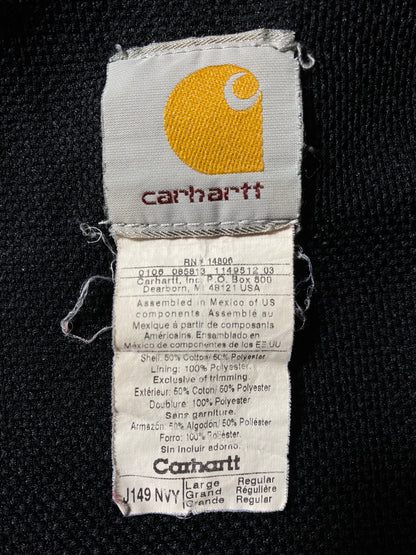 carhartt
RN# 14806
0106 085813 1149512 03
Carhartt, Inc. P.O. Box 600
Dearborn, MI 48121 USA
Assembled in Mexico of US
components. Assemblé au
Mexique à partir de composants
Américains. Ensamblado en
México de componentes de los EE.UU
Shell: 50% Cotton/ 50% Polyester
Lining: 100% Polyester.
Exclusive of trimming.
Extérieur: 50% Coton/ 50% Polyester
Doublure: 100% Polyester
Sens garniture.
Armazón: 50% Algodón/ 50% Poliéster
Forro: 100% Poliéster.
Sin incluir adorno.
Carhartt
J149 NVY Large Regular
Grand Régulière
Grande Regular